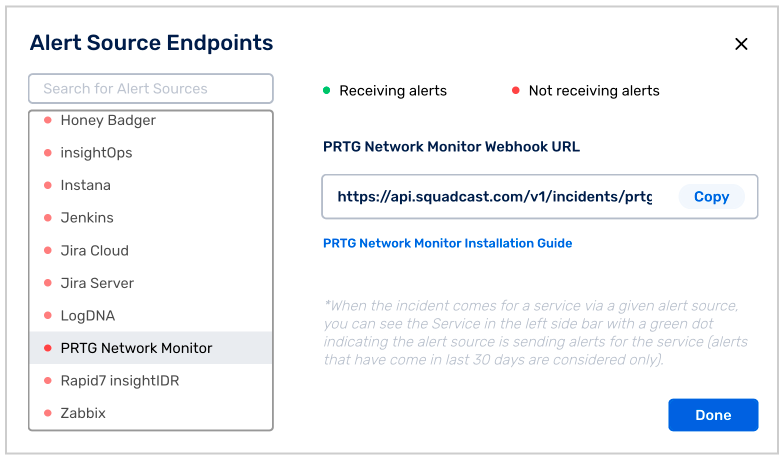 Alert Source Endpoints
Search for Alert Sources
Honey Badger
insightOps
Instana
Jenkins
Jira Cloud
Jira Server
LogDNA
PRTG Network Monitor
Rapid7 insightIDR
Zabbix
Receiving alerts
Not receiving alerts
PRTG Network Monitor Webhook URL
https://api.squadcast.com/v1/incidents/prtg
Copy
PRTG Network Monitor Installation Guide
*When the incident comes for a service via a given alert source,
you can see the Service in the left side bar with a green dot
indicating the alert source is sending alerts for the service (alerts
that have come in last 30 days are considered only).
Done